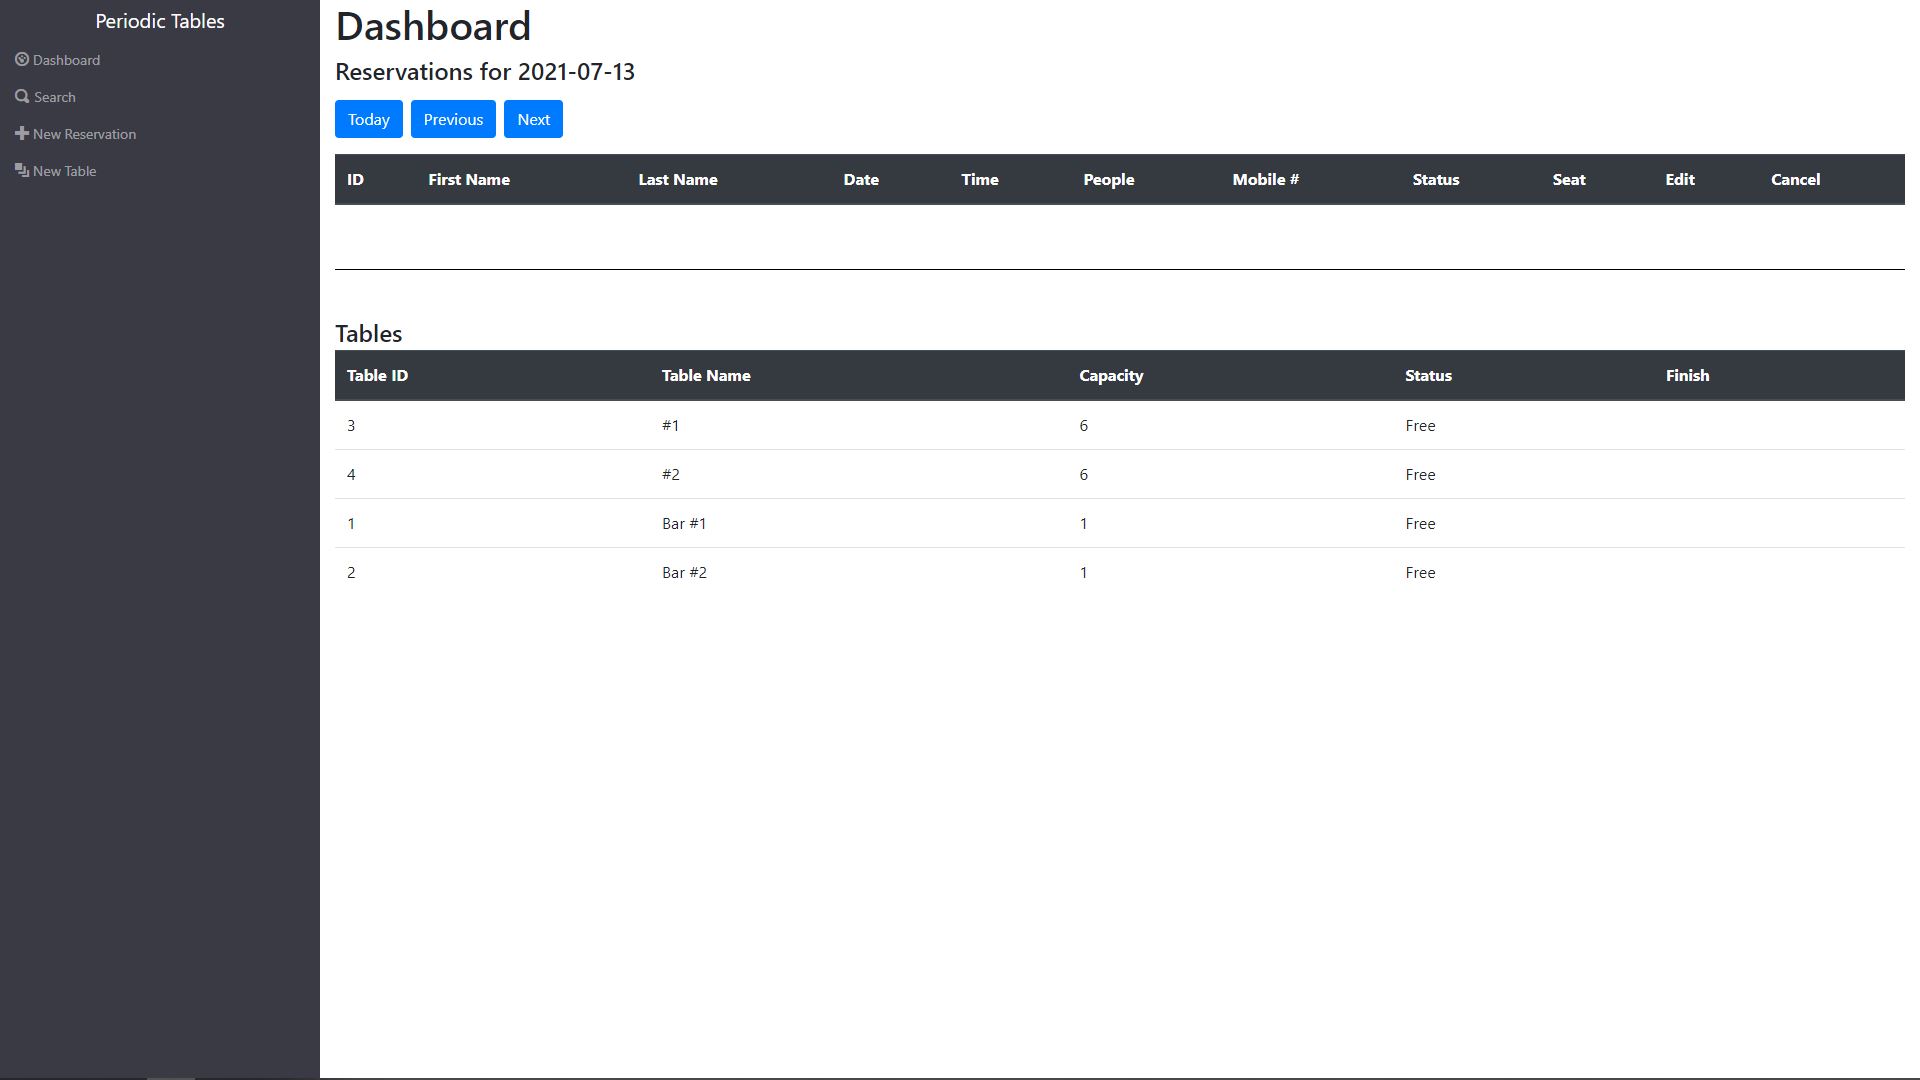 Periodic Tables
Dashboard
Search
New Reservation
New Table
Dashboard
Reservations for 2021-07-13
Today Previous Next
ID First Name Last Name Date Time People Mobile # Status Seat Edit Cancel
Tables
Table ID Table Name Capacity Status Finish
3 #1 6 Free
4 #2 6 Free
1 Bar #1 1 Free
2 Bar #2 1 Free